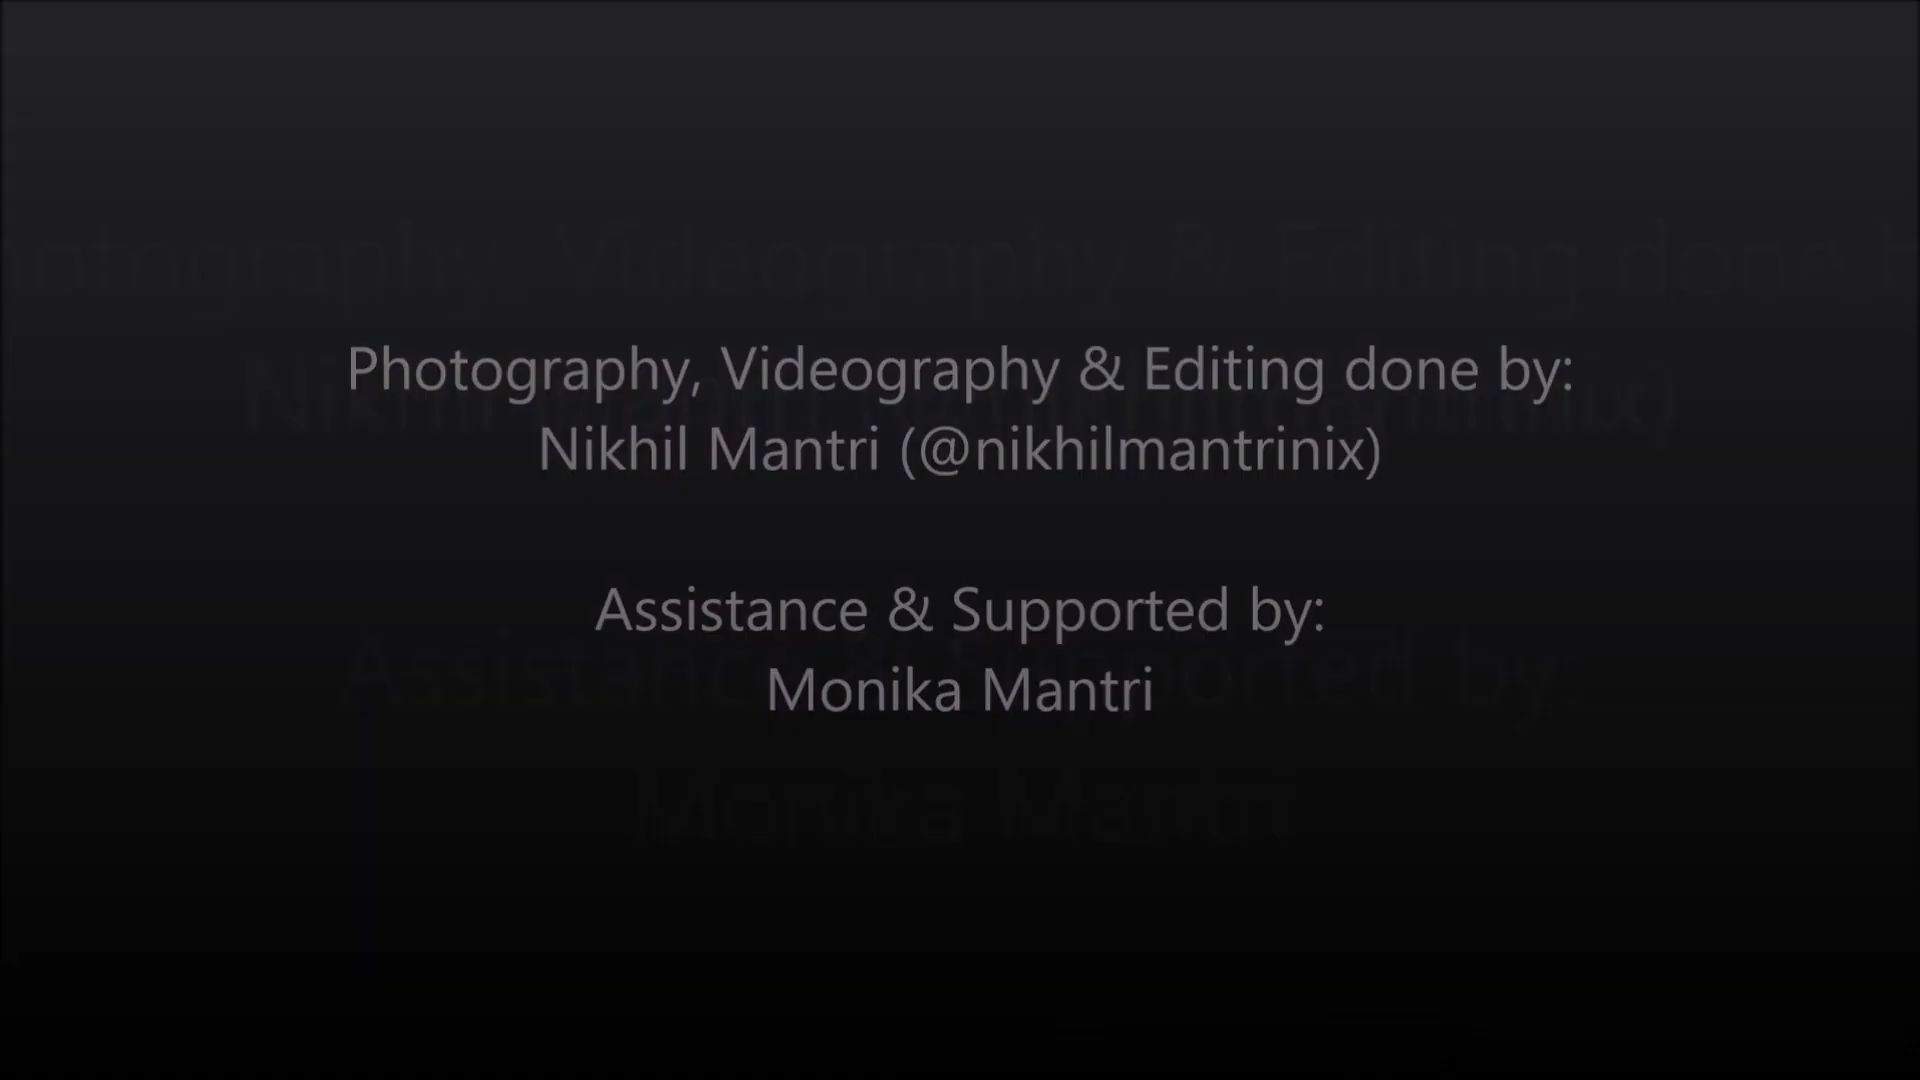 Photography, Videography & Editing done by:
Nikhil Mantri (@nikhilmantrinix)
Assistance & Supported by:
Monika Mantri